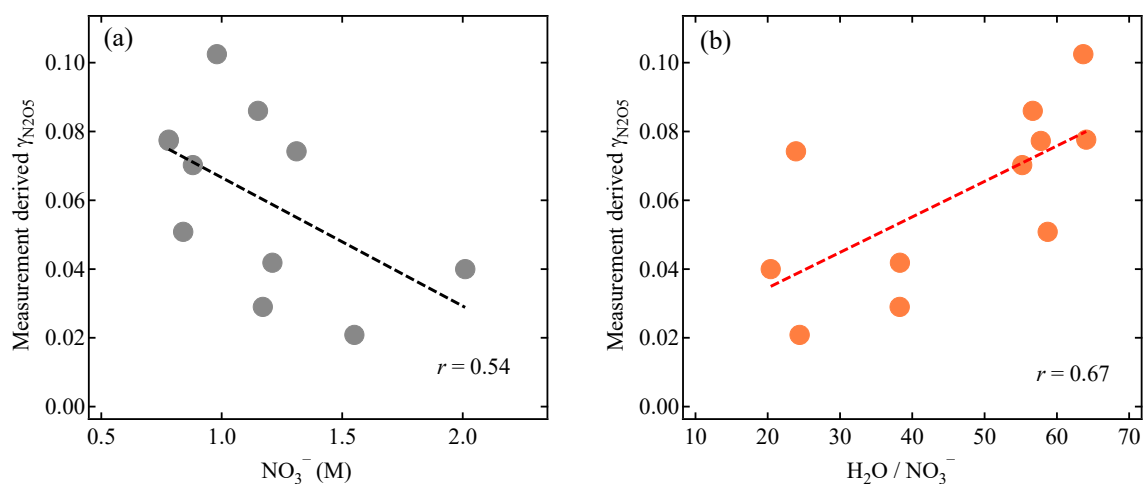 (a)
Measurement derived γN2O5
0.10
0.08
0.06
0.04
0.02
0.00
r = 0.54
0.5 1.0 1.5 2.0
NO₃⁻ (M)
(b)
Measurement derived γN2O5
0.10
0.08
0.06
0.04
0.02
0.00
r = 0.67
10 20 30 40 50 60 70
H₂O / NO₃⁻